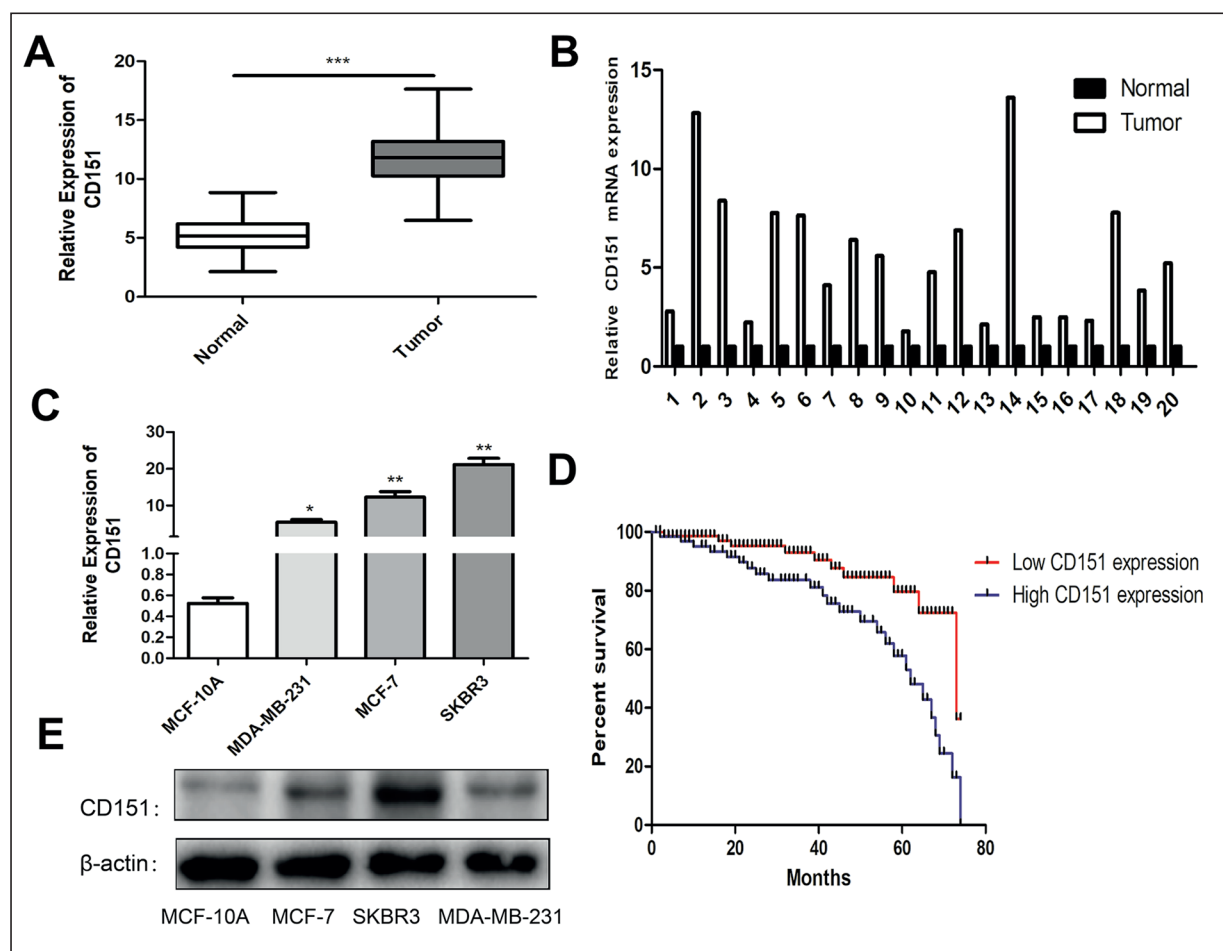 A
Relative Expression of
CD151
20
15
10
5
0
***
Normal
Tumor
B
Relative CD151 mRNA expression
15
10
5
0
Normal
Tumor
1 2 3 4 5 6 7 8 9 10 11 12 13 14 15 16 17 18 19 20
C
Relative Expression of
CD151
30
20
10
1.0
0.8
0.6
0.4
0.2
0.0
*
**
**
MCF-10A
MDA-MB-231
MCF-7
SKBR3
D
Percent survival
100
80
60
40
20
0
Low CD151 expression
High CD151 expression
0 20 40 60 80
Months
E
CD151:
β-actin:
MCF-10A MCF-7 SKBR3 MDA-MB-231